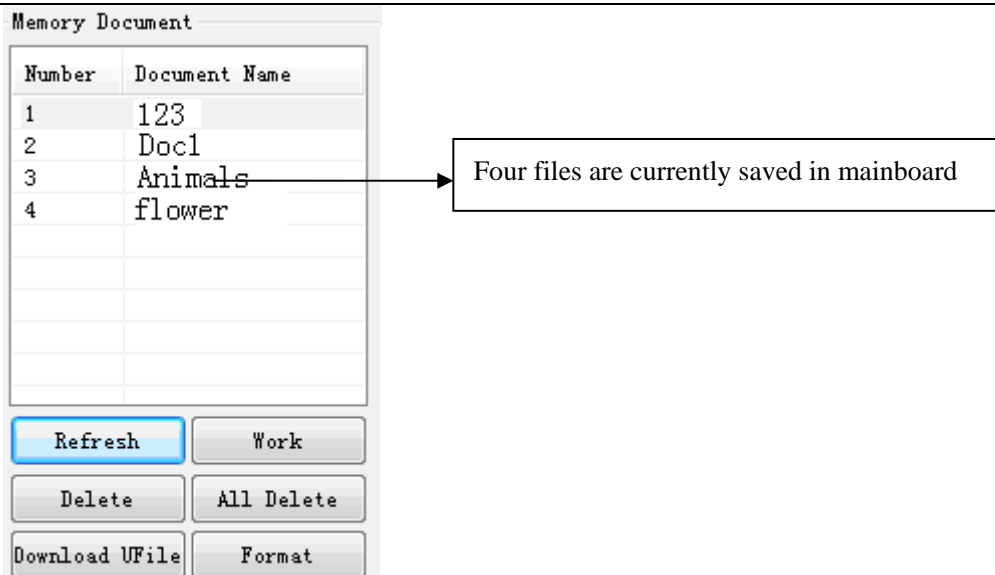 Memory Document
Number Document Name
1 123
2 Doc1
3 Animals
4 flower
Four files are currently saved in mainboard
Refresh Work
Delete All Delete
Download UFile Format